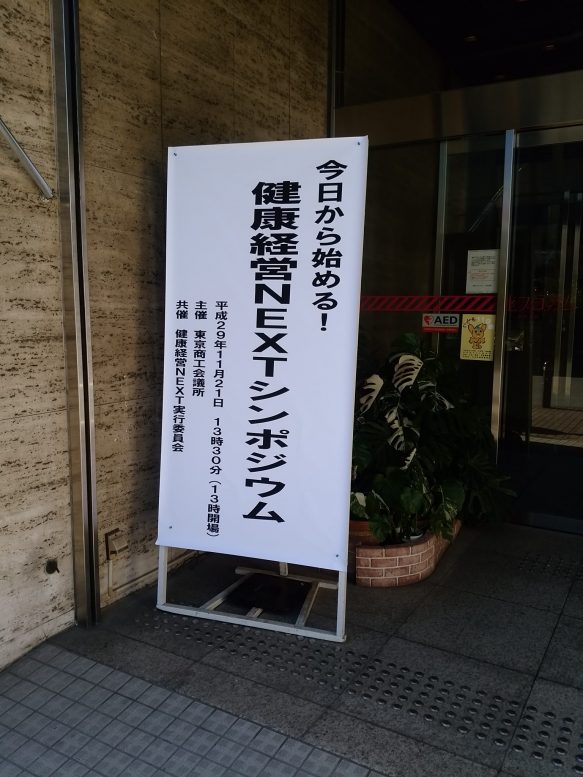 今日から始める！
健康経営NEXTシンポジウム
平成29年11月21日　13時30分（13時開場）
主催　東京商工会議所
共催　健康経営NEXT実行委員会
AED